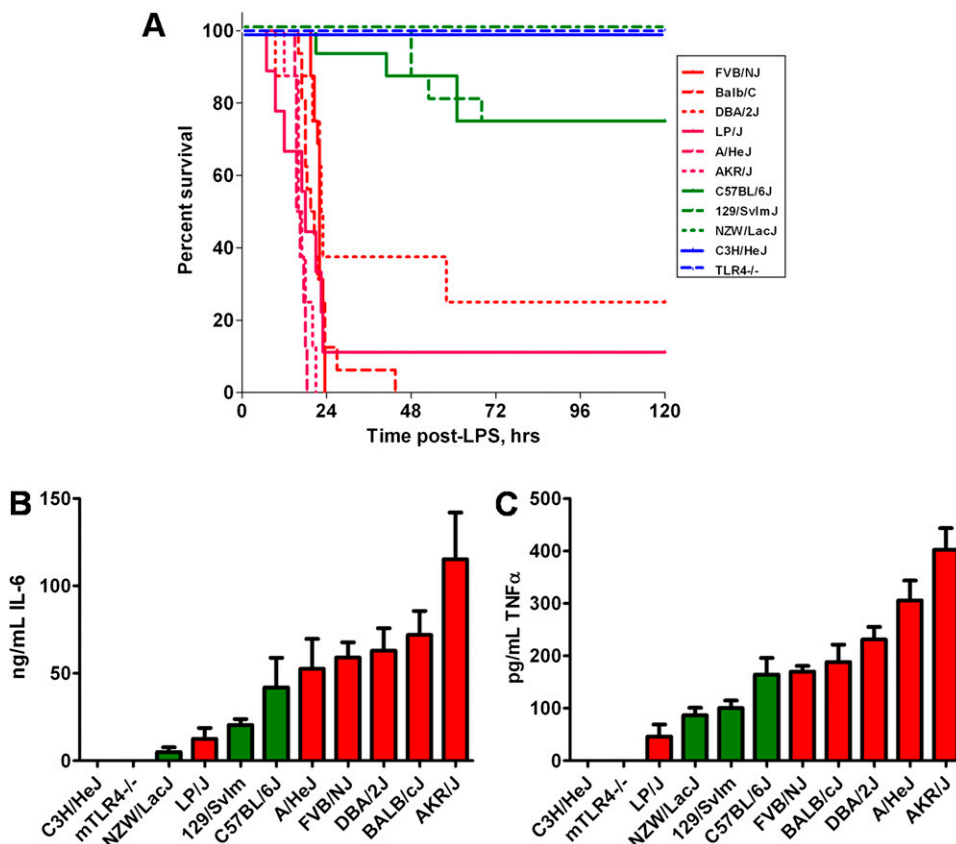 A
Percent survival
100
80
60
40
20
0
0 24 48 72 96 120
Time post-LPS, hrs
FVB/NJ
Balb/C
DBA/2J
LP/J
A/HeJ
AKR/J
C57BL/6J
129/SvImJ
NZW/LacJ
C3H/HeJ
TLR4-/-
B
ng/mL IL-6
150
100
50
0
C3H/HeJ
mTLR4-/-
NZW/LacJ
LP/J
129/SvIm
C57BL/6J
A/HeJ
FVB/NJ
DBA/2J
BALB/cJ
AKR/J
C
pg/mL TNFα
500
400
300
200
100
0
C3H/HeJ
mTLR4-/-
LP/J
NZW/LacJ
129/SvIm
C57BL/6J
FVB/NJ
BALB/cJ
DBA/2J
A/HeJ
AKR/J